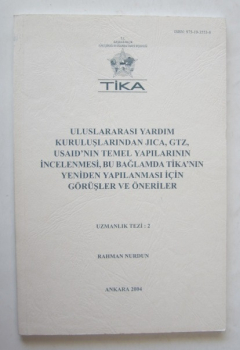 TİKA
ULUSLARARASI YARDIM
KURULUŞLARINDAN JICA, GTZ,
USAID'NIN TEMEL YAPILARININ
İNCELENMESİ, BU BAĞLAMDA TİKA'NIN
YENİDEN YAPILANMASI İÇİN
GÖRÜŞLER VE ÖNERİLER
UZMANLIK TEZİ : 2
RAHMAN NURDUN
ANKARA 2004